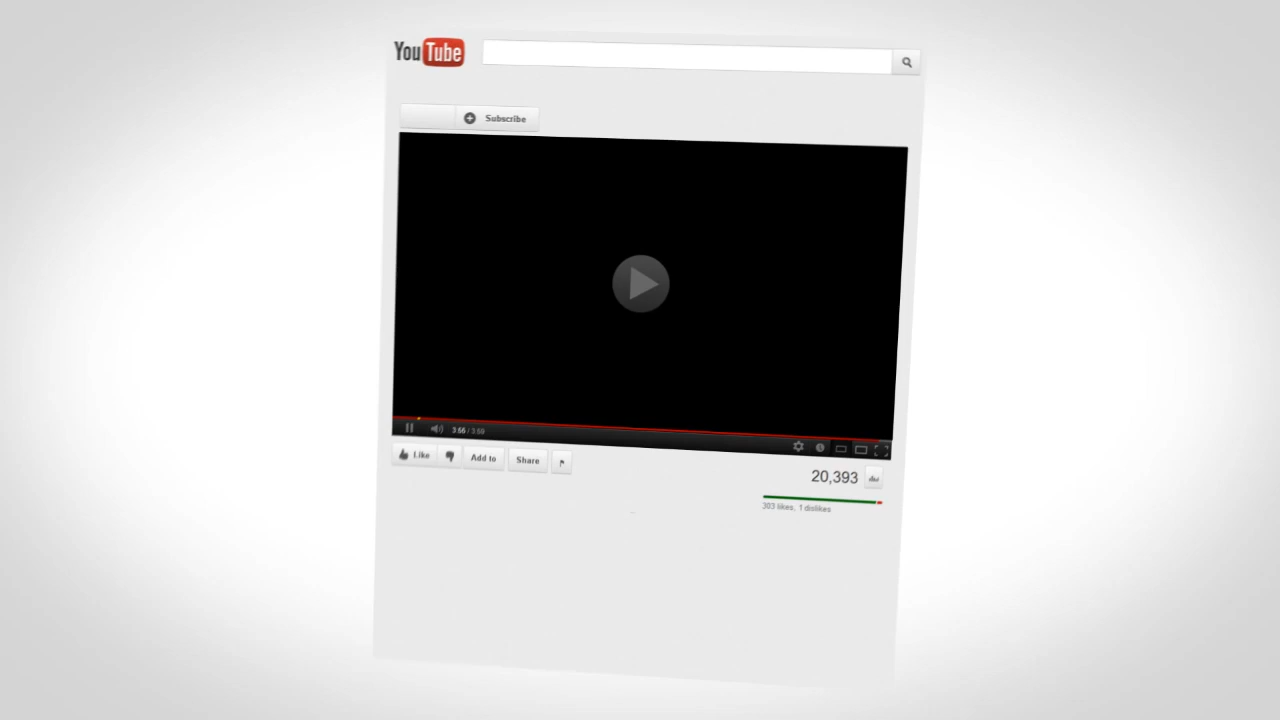 YouTube
Subscribe
3:56 / 3:59
Like
Add to
Share
20,393
303 likes, 1 dislikes